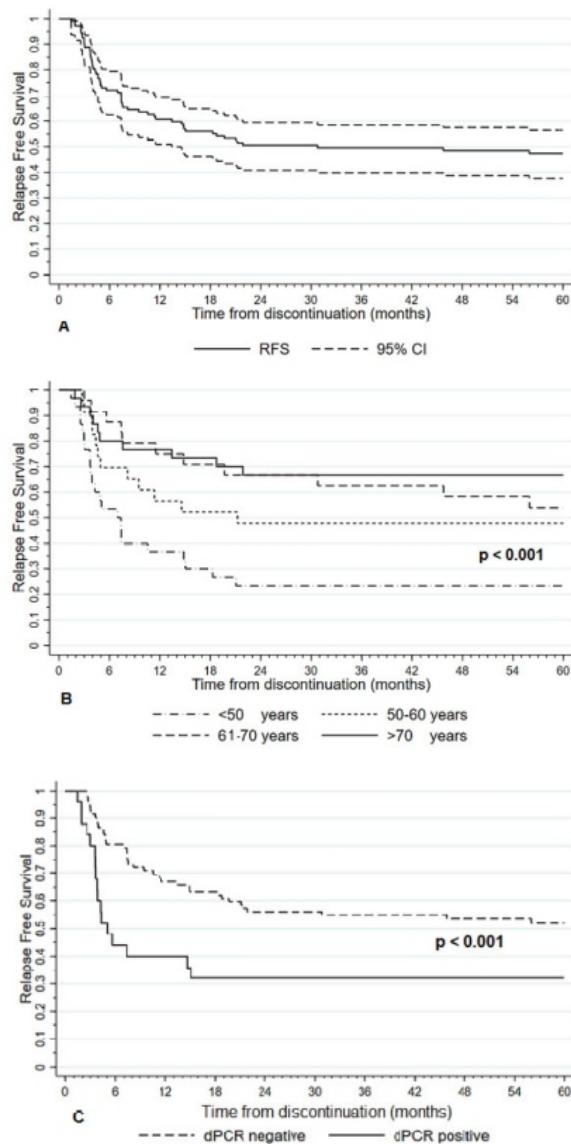 Relapse Free Survival
1
0.9
0.8
0.7
0.6
0.5
0.4
0.3
0.2
0.1
0
0 6 12 18 24 30 36 42 48 54 60
Time from discontinuation (months)
A
RFS 95% CI
Relapse Free Survival
1
0.9
0.8
0.7
0.6
0.5
0.4
0.3
0.2
0.1
0
p < 0.001
0 6 12 18 24 30 36 42 48 54 60
Time from discontinuation (months)
B
<50 years 50-60 years
61-70 years >70 years
Relapse Free Survival
1
0.9
0.8
0.7
0.6
0.5
0.4
0.3
0.2
0.1
0
p < 0.001
0 6 12 18 24 30 36 42 48 54 60
C Time from discontinuation (months)
dPCR negative dPCR positive